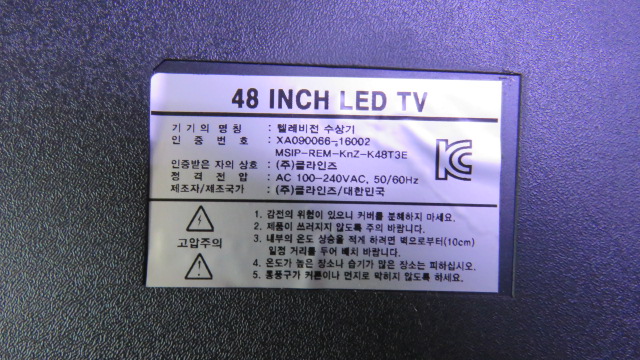 48 INCH LED TV
기기의 명칭 : 텔레비전 수상기
인증 번호 : XA090066-16002
MSIP-REM-KnZ-K48T3E
인증받은 자의 상호 : (주)클라인즈
정격 전압 : AC 100-240VAC, 50/60Hz
제조자/제조국가 : (주)클라인즈/대한민국
고압주의
1. 감전의 위험이 있으니 커버를 분해하지 마세요.
2. 제품이 쓰러지지 않도록 주의 바랍니다.
3. 내부의 온도 상승을 적게 하려면 벽으로부터(10cm)
일정 거리를 두어 배치 바랍니다.
4. 온도가 높은 장소나 습기가 많은 장소는 피하십시오.
5. 통풍구가 커튼이나 먼지로 막히지 않도록 하세요.